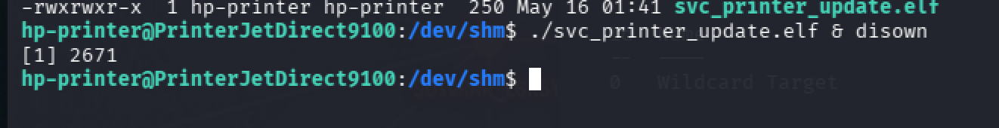 -rwxrwxr-x  1 hp-printer hp-printer  250 May 16 01:41 svc_printer_update.elf
hp-printer@PrinterJetDirect9100:/dev/shm$ ./svc_printer_update.elf & disown
[1] 2671
hp-printer@PrinterJetDirect9100:/dev/shm$
0   Wildcard Target